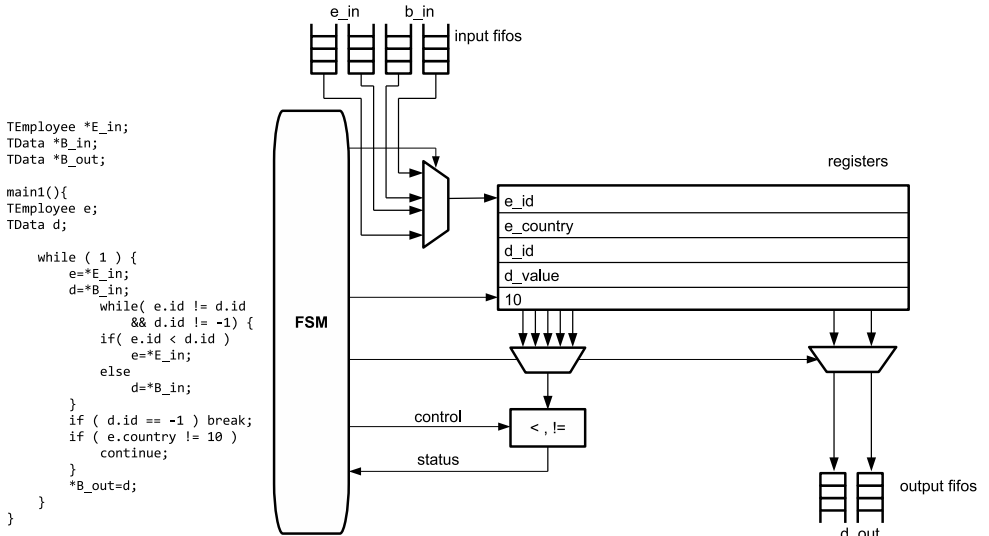 e_in b_in
input fifos
TEmployee *E_in;
TData *B_in;
TData *B_out;
main1(){
TEmployee e;
TData d;
while ( 1 ) {
e=*E_in;
d=*B_in;
while( e.id != d.id
&& d.id != -1) {
if( e.id < d.id )
e=*E_in;
else
d=*B_in;
}
if ( d.id == -1 ) break;
if ( e.country != 10 )
continue;
}
*B_out=d;
}
}
FSM
registers
e_id
e_country
d_id
d_value
10
control
< , !=
status
output fifos
d_out